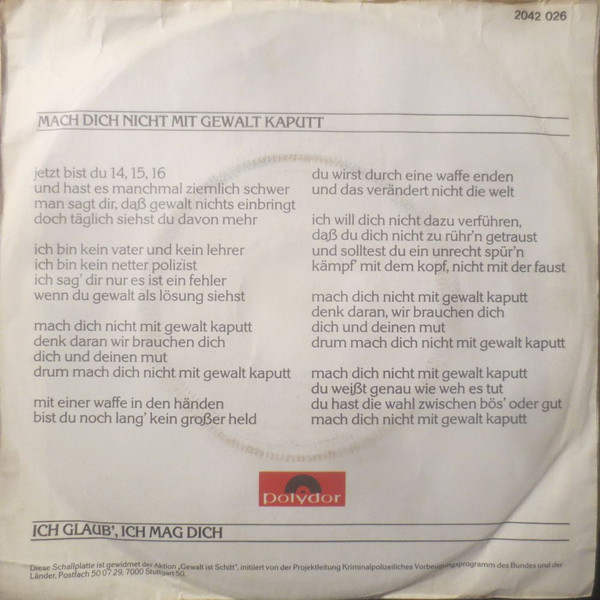 2042 026
MACH DICH NICHT MIT GEWALT KAPUTT
jetzt bist du 14, 15, 16
und hast es manchmal ziemlich schwer
man sagt dir, daß gewalt nichts einbringt
doch täglich siehst du davon mehr
ich bin kein vater und kein lehrer
ich bin kein netter polizist
ich sag' dir nur es ist ein fehler
wenn du gewalt als lösung siehst
mach dich nicht mit gewalt kaputt
denk daran wir brauchen dich
dich und deinen mut
drum mach dich nicht mit gewalt kaputt
mit einer waffe in den händen
bist du noch lang' kein großer held
du wirst durch eine waffe enden
und das verändert nicht die welt
ich will dich nicht dazu verführen,
daß du dich nicht zu rühr'n getraust
und solltest du ein unrecht spür'n
kämpf' mit dem kopf, nicht mit der faust
mach dich nicht mit gewalt kaputt
denk daran, wir brauchen dich
dich und deinen mut
drum mach dich nicht mit gewalt kaputt
mach dich nicht mit gewalt kaputt
du weißt genau wie weh es tut
du hast die wahl zwischen bös' oder gut
mach dich nicht mit gewalt kaputt
polydor
ICH GLAUB', ICH MAG DICH
Diese Schallplatte ist gewidmet der Aktion „Gewalt ist Schitt", initiiert von der Projektleitung Kriminalpolizeiliches Vorbeugungsprogramm des Bundes und der
Länder, Postfach 50 07 29, 7000 Stuttgart 50.